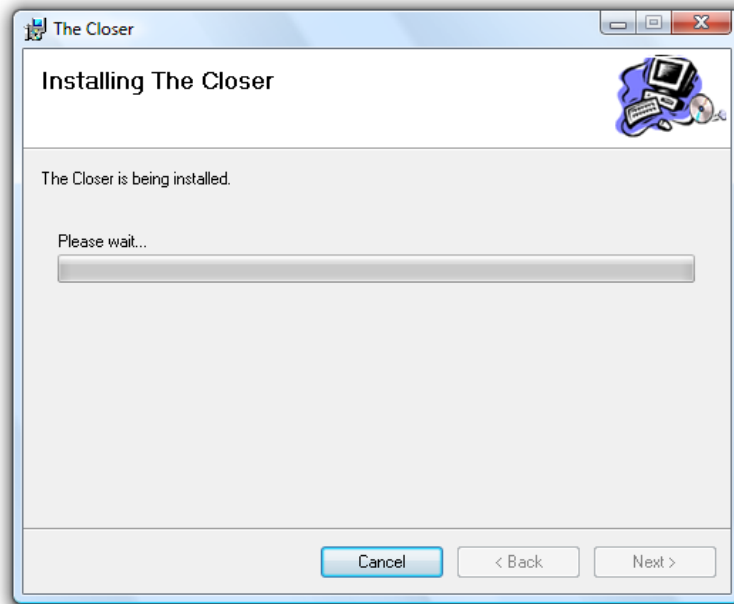 The Closer
Installing The Closer
The Closer is being installed.
Please wait...
Cancel
< Back
Next >